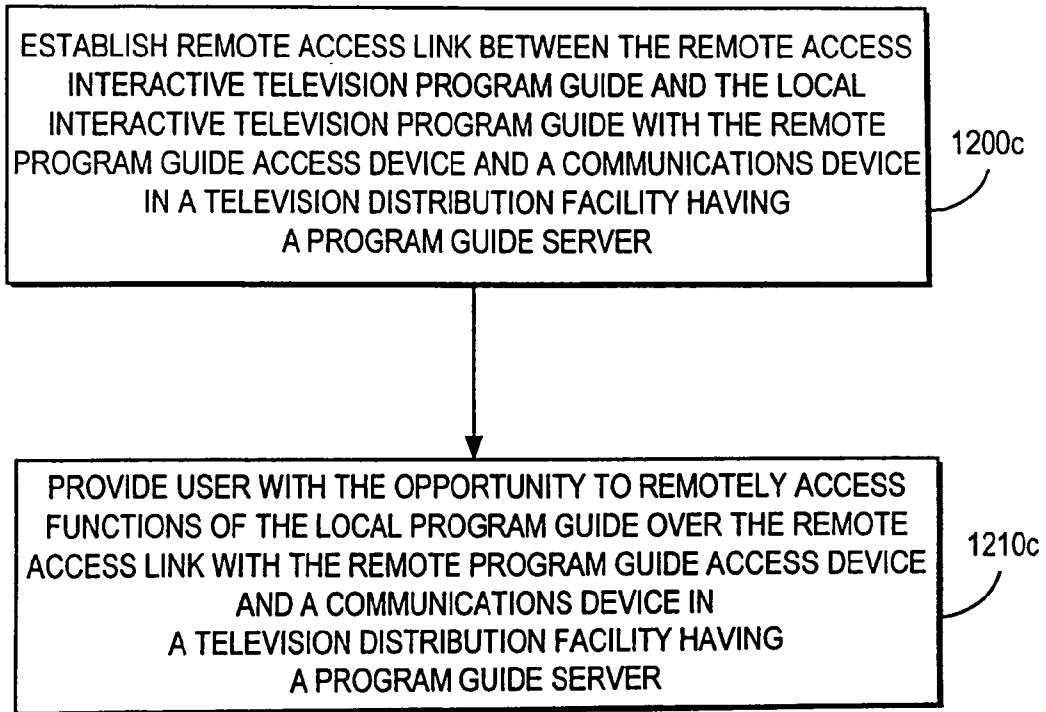 ESTABLISH REMOTE ACCESS LINK BETWEEN THE REMOTE ACCESS
INTERACTIVE TELEVISION PROGRAM GUIDE AND THE LOCAL
INTERACTIVE TELEVISION PROGRAM GUIDE WITH THE REMOTE
PROGRAM GUIDE ACCESS DEVICE AND A COMMUNICATIONS DEVICE
IN A TELEVISION DISTRIBUTION FACILITY HAVING
A PROGRAM GUIDE SERVER
1200c
PROVIDE USER WITH THE OPPORTUNITY TO REMOTELY ACCESS
FUNCTIONS OF THE LOCAL PROGRAM GUIDE OVER THE REMOTE
ACCESS LINK WITH THE REMOTE PROGRAM GUIDE ACCESS DEVICE
AND A COMMUNICATIONS DEVICE IN
A TELEVISION DISTRIBUTION FACILITY HAVING
A PROGRAM GUIDE SERVER
1210c